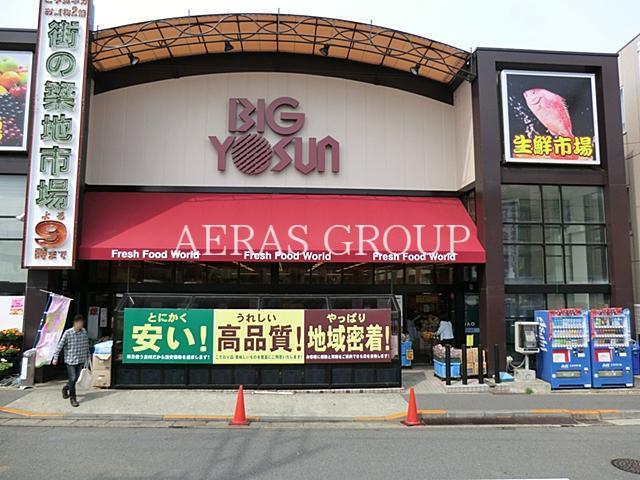 街の築地市場
よる
9
時まで
BIG
YOSUN
生鮮市場
AERAS GROUP
Fresh Food World
Fresh Food World
Fresh Food World
とにかく
安い!
うれしい
高品質!
やっぱり
地域密着!